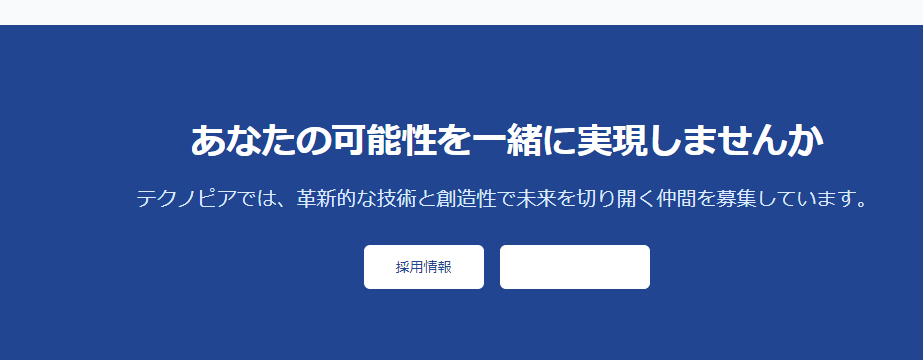 あなたの可能性を一緒に実現しませんか
テクノピアでは、革新的な技術と創造性で未来を切り開く仲間を募集しています。
採用情報